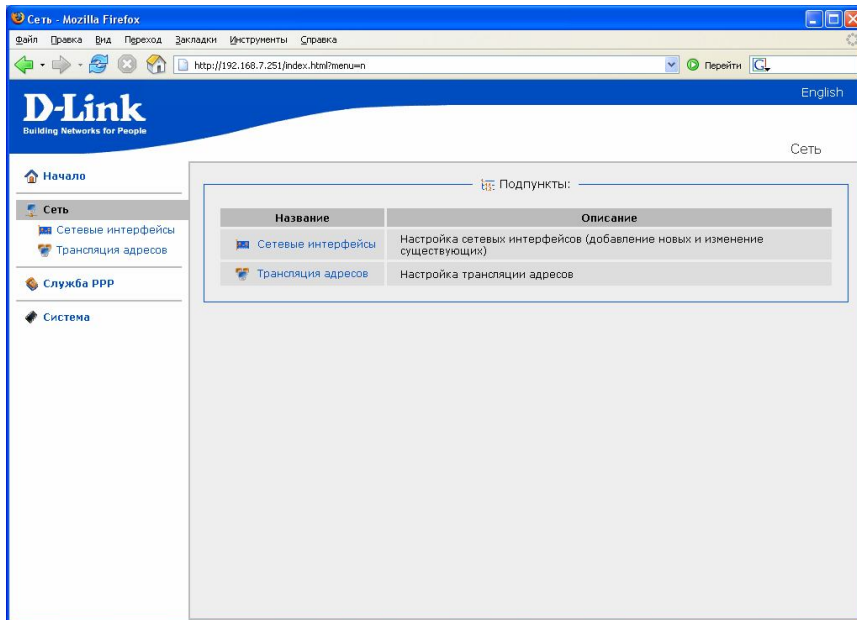 Сеть - Mozilla Firefox
Файл Правка Вид Переход Закладки Инструменты Справка
http://192.168.7.251/index.html?menu=n Перейти G
English
D-Link
Building Networks for People
Сеть
Начало
Сеть
Сетевые интерфейсы
Трансляция адресов
Служба PPP
Система
Подпункты:
Название Описание
Сетевые интерфейсы Настройка сетевых интерфейсов (добавление новых и изменение
существующих)
Трансляция адресов Настройка трансляции адресов